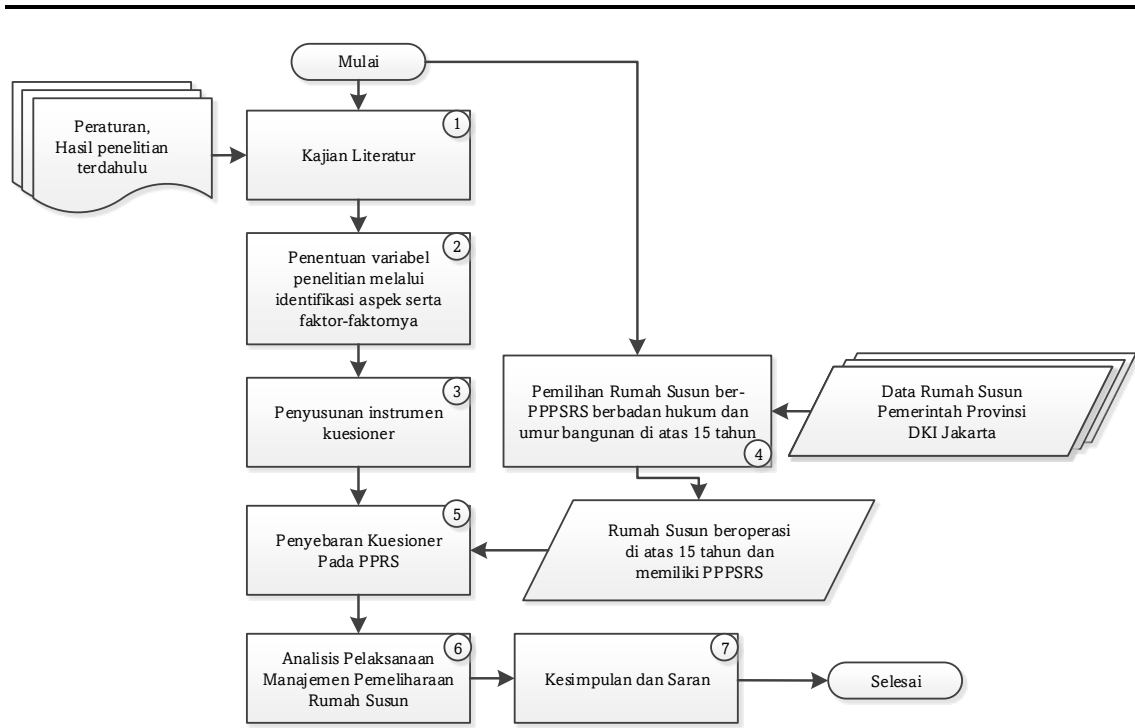 Mulai
Peraturan,
Hasil penelitian
terdahulu
1
Kajian Literatur
2
Penentuan variabel
penelitian melalui
identifikasi aspek serta
faktor-faktornya
3
Penyusunan instrumen
kuesioner
Pemilihan Rumah Susun ber-
PPPSRS berbadan hukum dan
umur bangunan di atas 15 tahun
4
Data Rumah Susun
Pemerintah Provinsi
DKI Jakarta
5
Penyebaran Kuesioner
Pada PPRS
Rumah Susun beroperasi
di atas 15 tahun dan
memiliki PPPSRS
6
Analisis Pelaksanaan
Manajemen Pemeliharaan
Rumah Susun
7
Kesimpulan dan Saran
Selesai